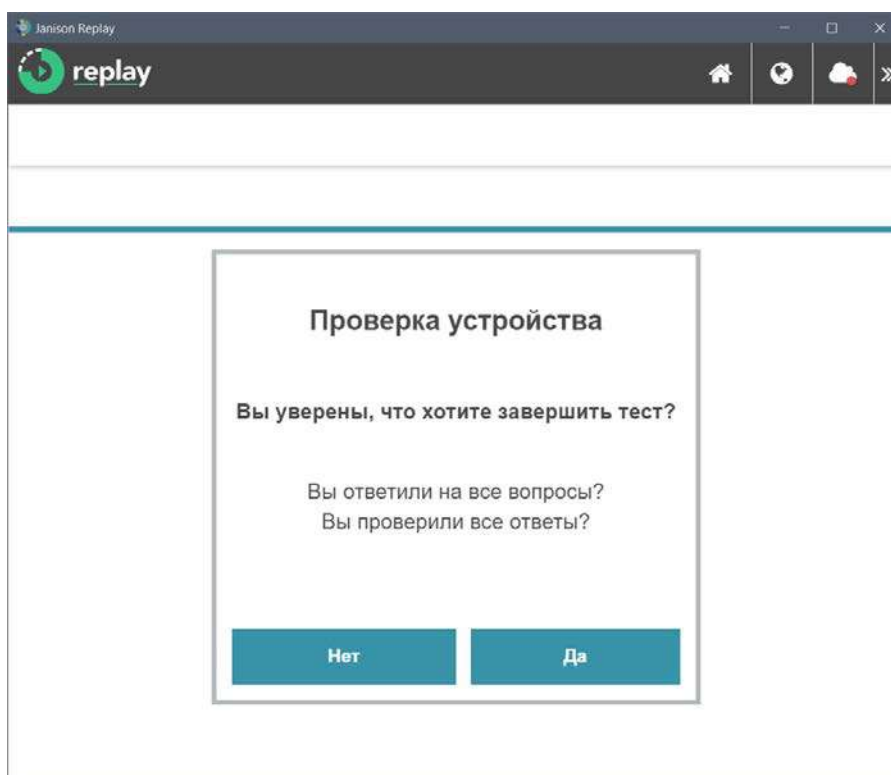 Janison Replay
replay
Проверка устройства
Вы уверены, что хотите завершить тест?
Вы ответили на все вопросы?
Вы проверили все ответы?
Нет
Да